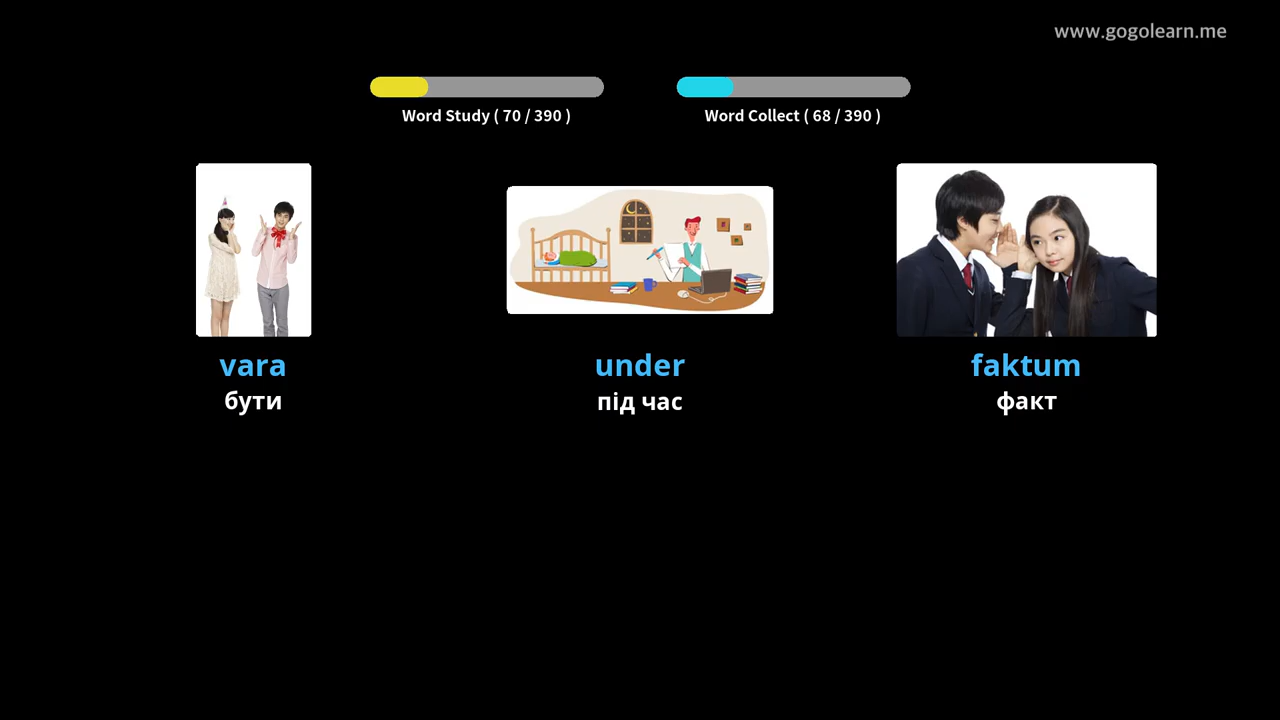 www.gogolearn.me
Word Study ( 70 / 390 )
Word Collect ( 68 / 390 )
vara
бути
under
під час
faktum
факт